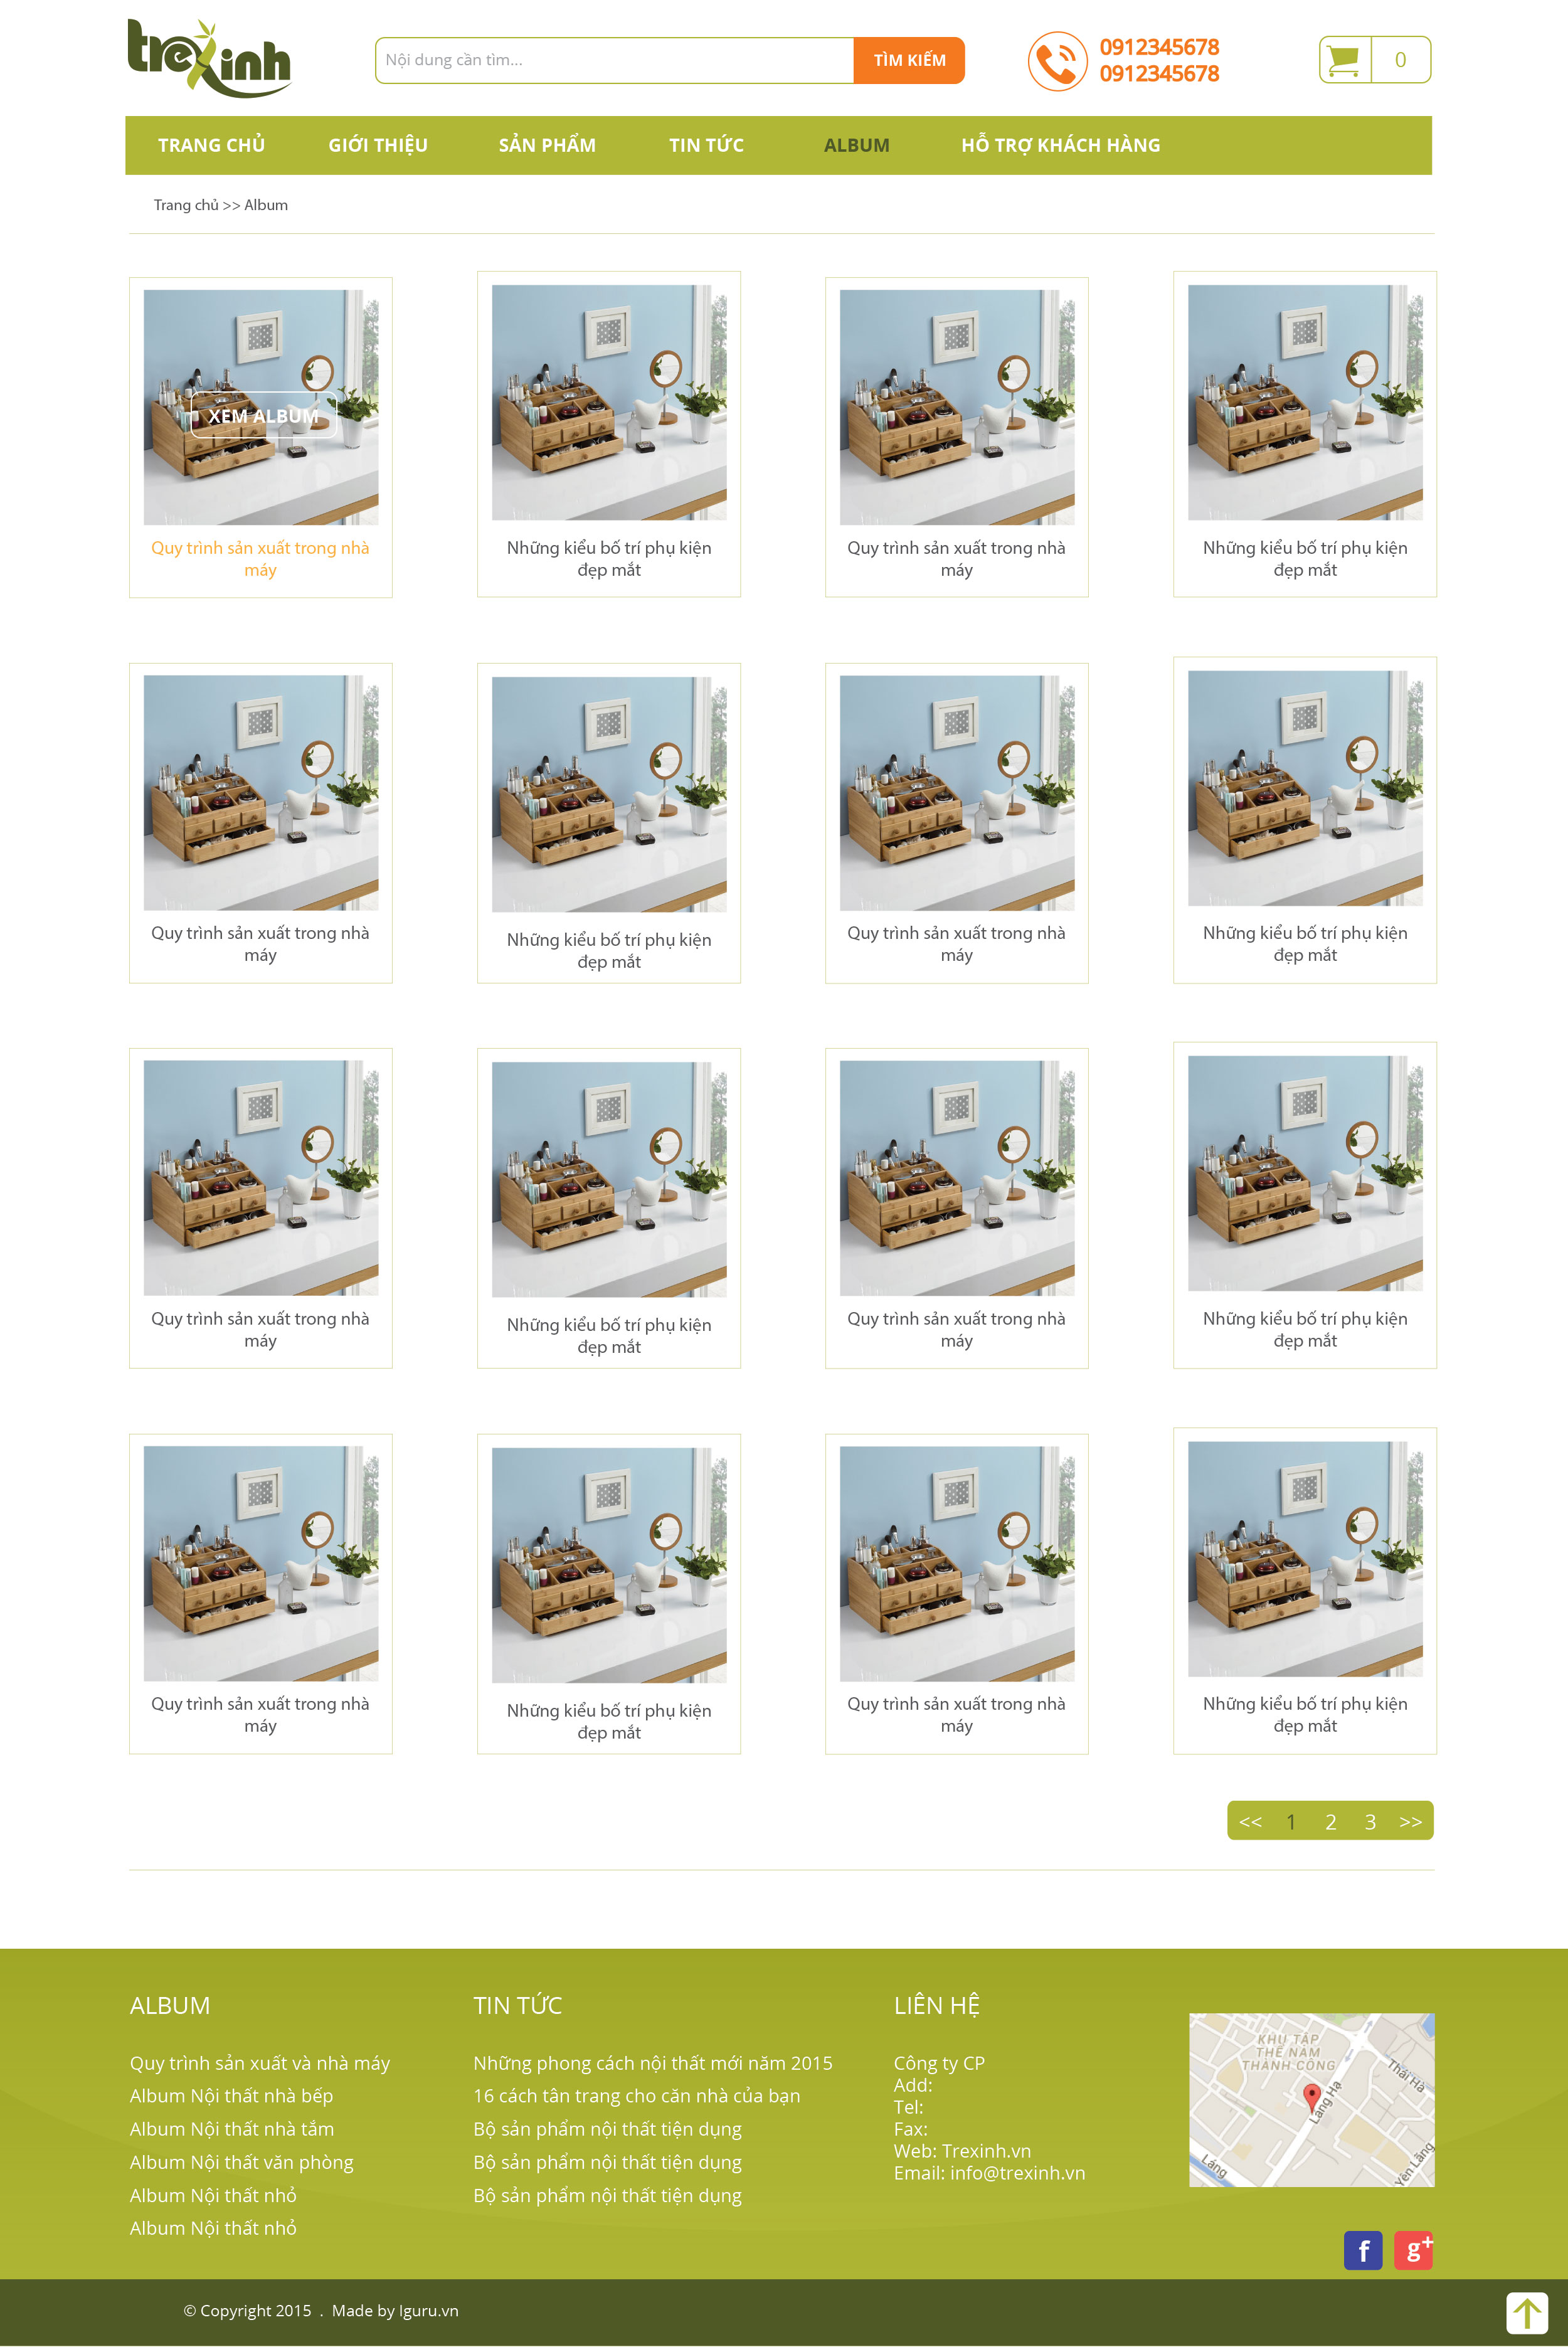 trexinh
Nội dung cần tìm...
TÌM KIẾM
0912345678
0912345678
0
TRANG CHỦ
GIỚI THIỆU
SẢN PHẨM
TIN TỨC
ALBUM
HỖ TRỢ KHÁCH HÀNG
Trang chủ >> Album
XEM ALBUM
Quy trình sản xuất trong nhà
máy
Những kiểu bố trí phụ kiện
đẹp mắt
Quy trình sản xuất trong nhà
máy
Những kiểu bố trí phụ kiện
đẹp mắt
Quy trình sản xuất trong nhà
máy
Những kiểu bố trí phụ kiện
đẹp mắt
Quy trình sản xuất trong nhà
máy
Những kiểu bố trí phụ kiện
đẹp mắt
Quy trình sản xuất trong nhà
máy
Những kiểu bố trí phụ kiện
đẹp mắt
Quy trình sản xuất trong nhà
máy
Những kiểu bố trí phụ kiện
đẹp mắt
Quy trình sản xuất trong nhà
máy
Những kiểu bố trí phụ kiện
đẹp mắt
Quy trình sản xuất trong nhà
máy
Những kiểu bố trí phụ kiện
đẹp mắt
<< 1 2 3 >>
ALBUM
Quy trình sản xuất và nhà máy
Album Nội thất nhà bếp
Album Nội thất nhà tắm
Album Nội thất văn phòng
Album Nội thất nhỏ
Album Nội thất nhỏ
TIN TỨC
Những phong cách nội thất mới năm 2015
16 cách tân trang cho căn nhà của bạn
Bộ sản phẩm nội thất tiện dụng
Bộ sản phẩm nội thất tiện dụng
Bộ sản phẩm nội thất tiện dụng
LIÊN HỆ
Công ty CP
Add:
Tel:
Fax:
Web: Trexinh.vn
Email: info@trexinh.vn
KHU TẬP
THỂ NAM
THÀNH CÔNG
Thái Hà
Láng Hạ
Láng
Yên Lãng
f
g+
© Copyright 2015 . Made by Iguru.vn